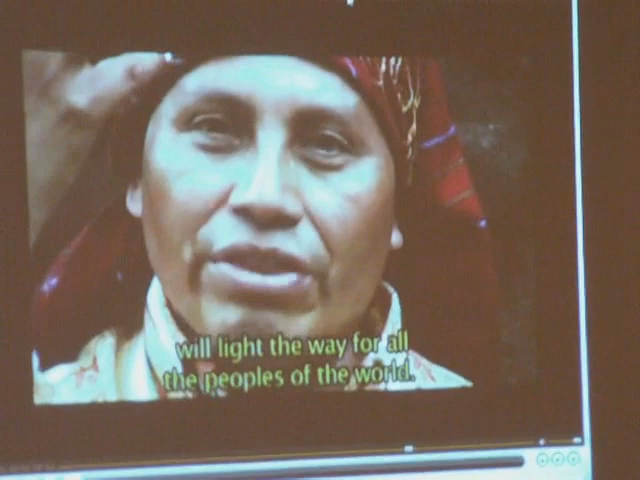 will light the way for all
the peoples of the world.